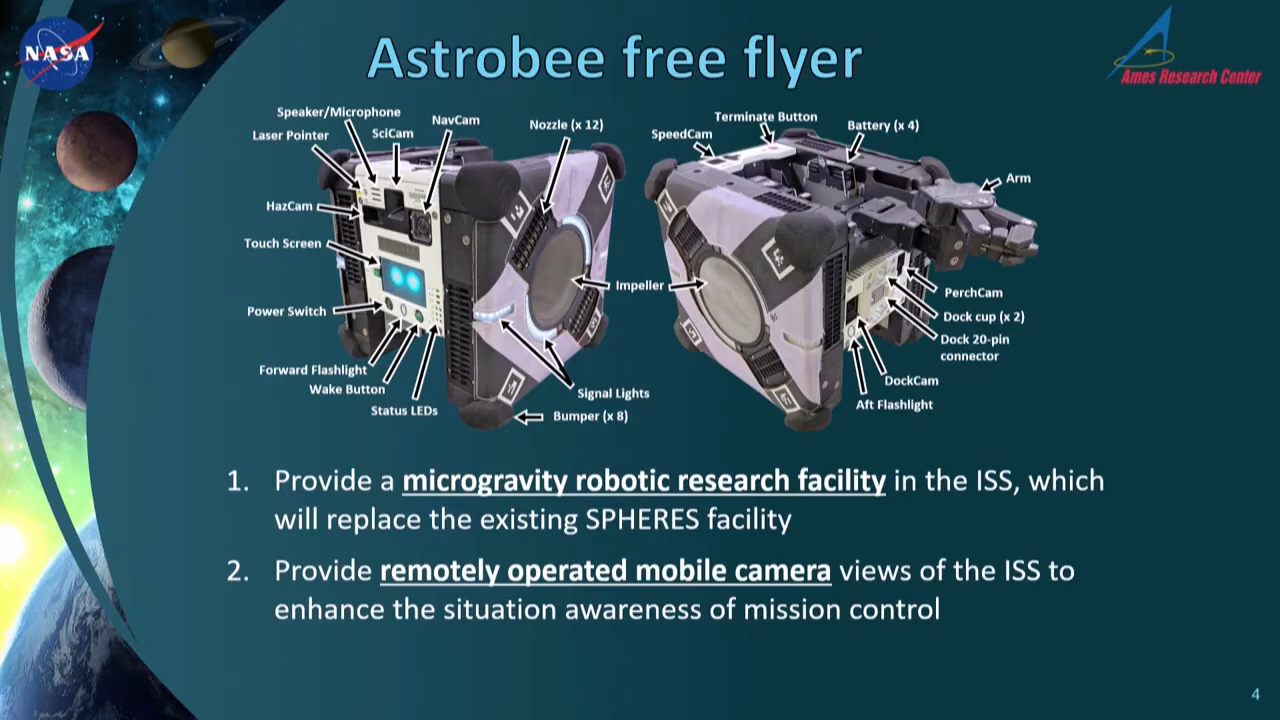 NASA
Astrobee free flyer
Ames Research Center
Speaker/Microphone
Laser Pointer
SciCam
NavCam
Nozzle (x 12)
HazCam
Touch Screen
Power Switch
Forward Flashlight
Wake Button
Status LEDs
Impeller
Signal Lights
Bumper (x 8)
SpeedCam
Terminate Button
Battery (x 4)
Arm
PerchCam
Dock cup (x 2)
Dock 20-pin
connector
DockCam
Aft Flashlight
1. Provide a microgravity robotic research facility in the ISS, which
will replace the existing SPHERES facility
2. Provide remotely operated mobile camera views of the ISS to
enhance the situation awareness of mission control
4